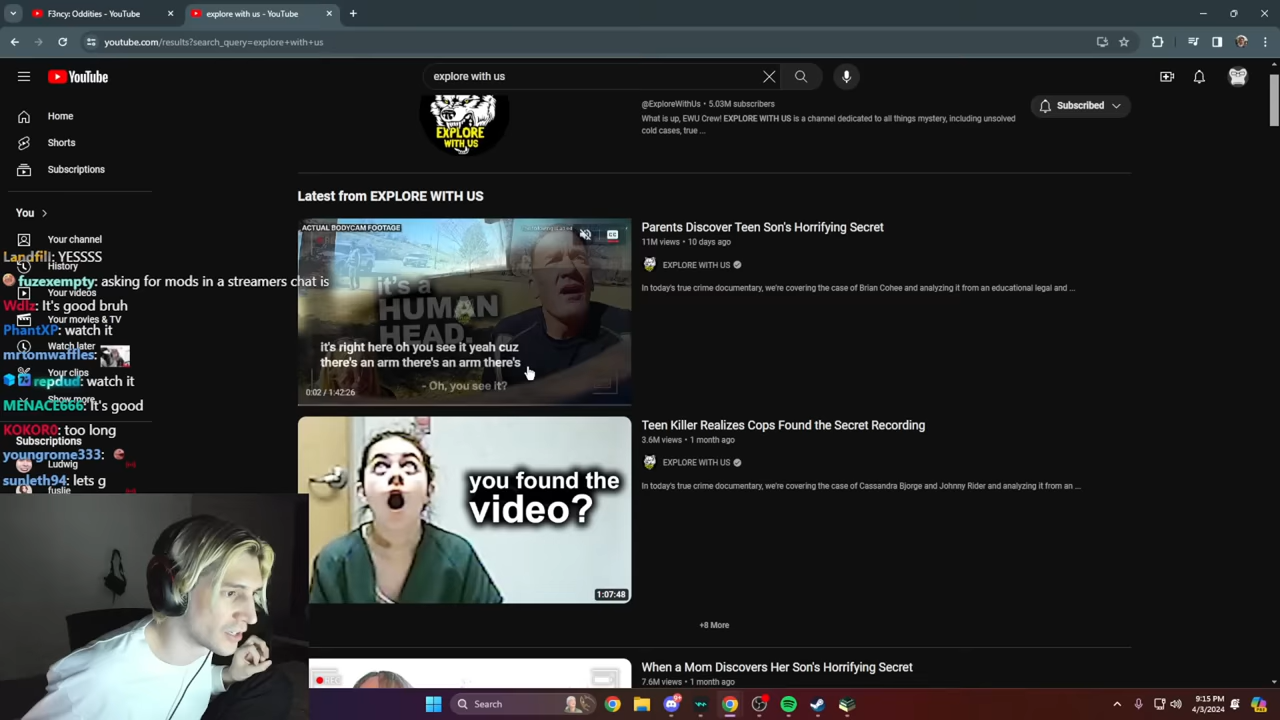 F3ncy: Oddities - YouTube
explore with us - YouTube
youtube.com/results?search_query=explore+with+us
YouTube
explore with us
Home
Shorts
Subscriptions
You
Your channel
History
Your videos
Your movies & TV
Watch later
Your clips
Show more
Subscriptions
Ludwig
fuslie
Landfill: YESSSS
fuzexempty: asking for mods in a streamers chat is
Wdlz: It's good bruh
PhantXP: watch it
mrtomwaffles:
repdud: watch it
MENACE666: It's good
KOKOR0: too long
youngrome333:
sunleth94: lets g
EXPLORE
WITH US
@ExploreWithUs • 5.03M subscribers
What is up, EWU Crew! EXPLORE WITH US is a channel dedicated to all things mystery, including unsolved
cold cases, true ...
Subscribed
Latest from EXPLORE WITH US
ACTUAL BODYCAM FOOTAGE
CC
it's a
HUMAN
HEAD.
it's right here oh you see it yeah cuz
there's an arm there's an arm there's
- Oh, you see it?
0:02 / 1:42:26
Parents Discover Teen Son's Horrifying Secret
11M views • 10 days ago
EXPLORE WITH US
In today's true crime documentary, we're covering the case of Brian Cohee and analyzing it from an educational legal and ...
you found the
video?
1:07:48
Teen Killer Realizes Cops Found the Secret Recording
3.6M views • 1 month ago
EXPLORE WITH US
In today's true crime documentary, we're covering the case of Cassandra Bjorge and Johnny Rider and analyzing it from an ...
+8 More
When a Mom Discovers Her Son's Horrifying Secret
7.6M views • 1 month ago
Search
9:15 PM
4/3/2024